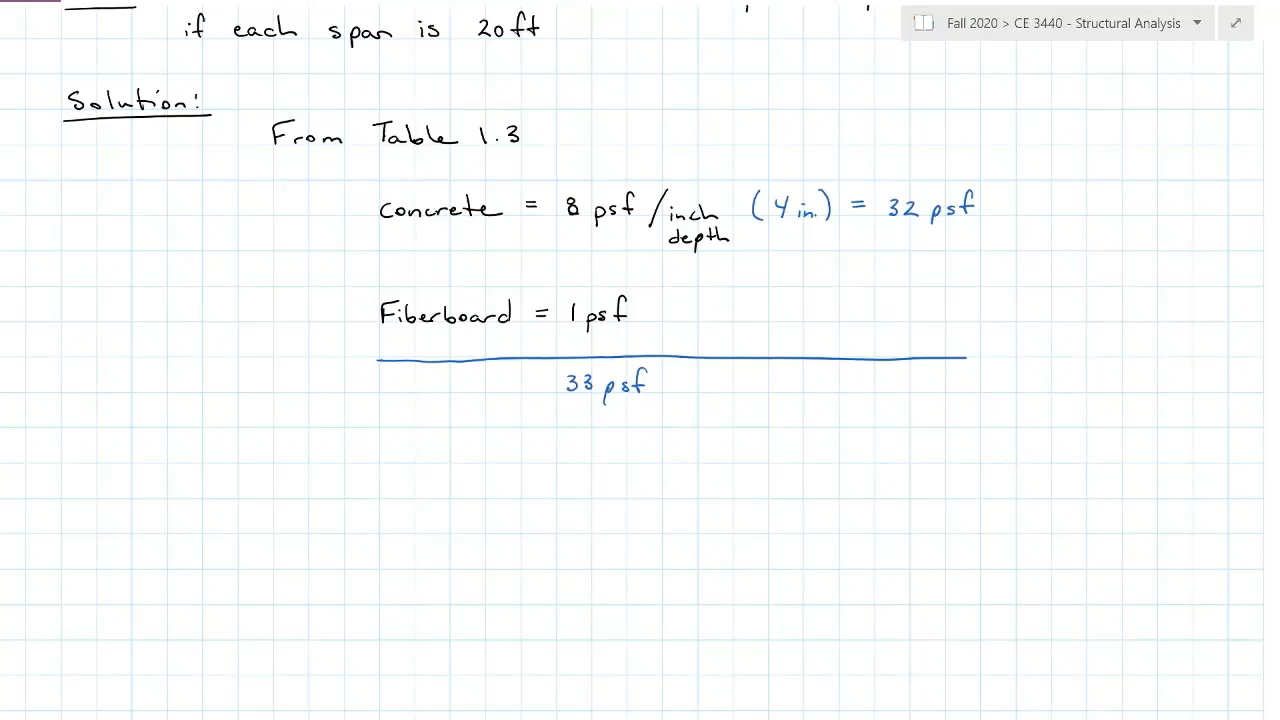 Fall 2020 > CE 3440 - Structural Analysis
if each span is 20ft
Solution:
From Table 1.3
concrete = 8 psf/inch depth (4 in.) = 32 psf
Fiberboard = 1 psf
33 psf